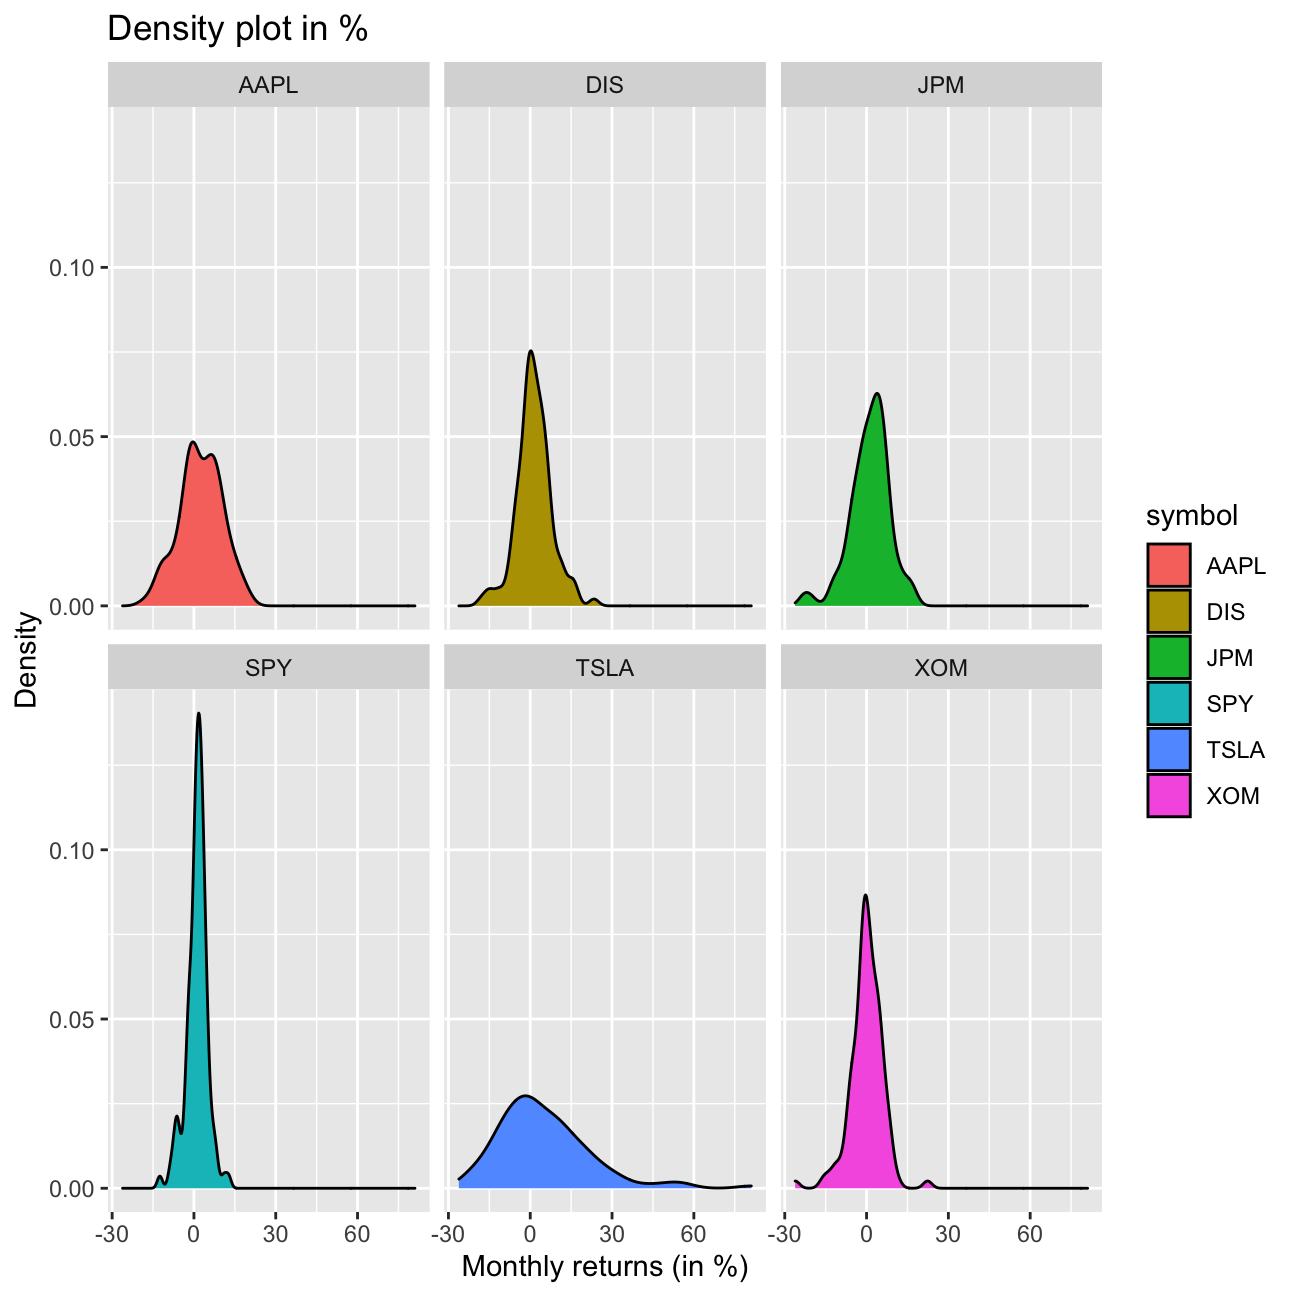 Density plot in %
AAPL DIS JPM
0.10
0.05
0.00
SPY TSLA XOM
0.10
0.05
0.00
-30 0 30 60 -30 0 30 60 -30 0 30 60
Monthly returns (in %)
Density
symbol
AAPL
DIS
JPM
SPY
TSLA
XOM